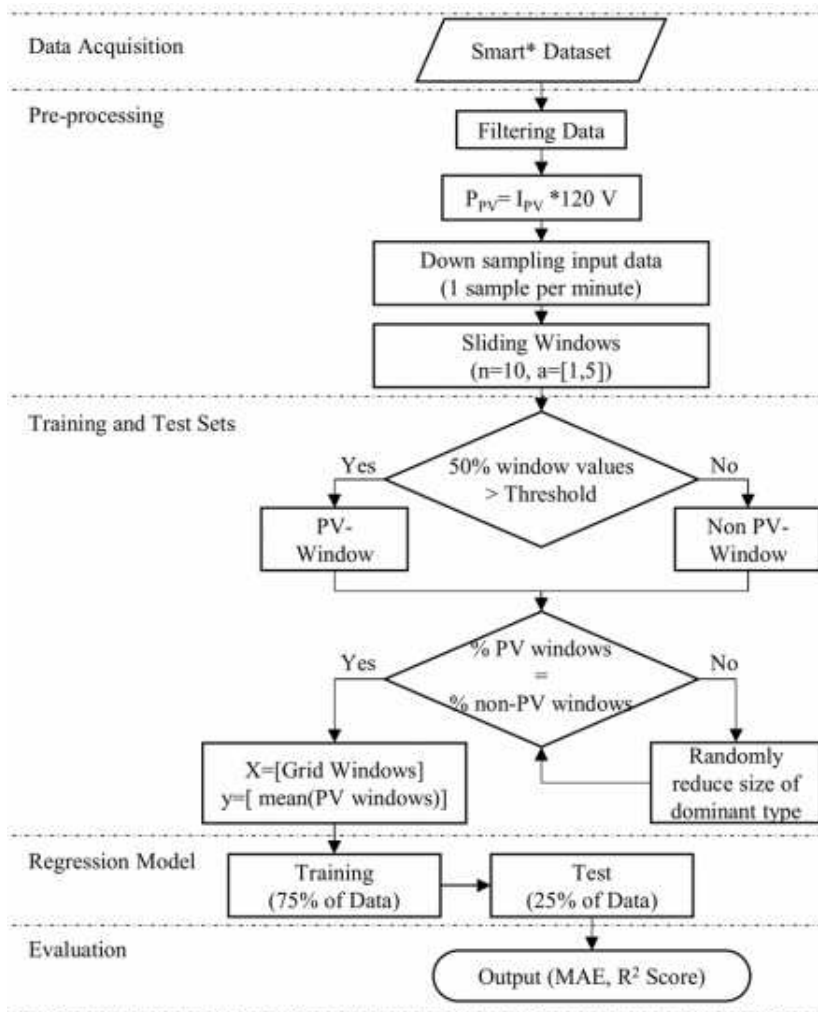 Data Acquisition
Smart* Dataset
Pre-processing
Filtering Data
P_PV= I_PV *120 V
Down sampling input data
(1 sample per minute)
Sliding Windows
(n=10, a=[1,5])
Training and Test Sets
Yes
50% window values
> Threshold
No
PV-
Window
Non PV-
Window
Yes
% PV windows
=
% non-PV windows
No
X=[Grid Windows]
y=[ mean(PV windows)]
Randomly
reduce size of
dominant type
Regression Model
Training
(75% of Data)
Test
(25% of Data)
Evaluation
Output (MAE, R² Score)